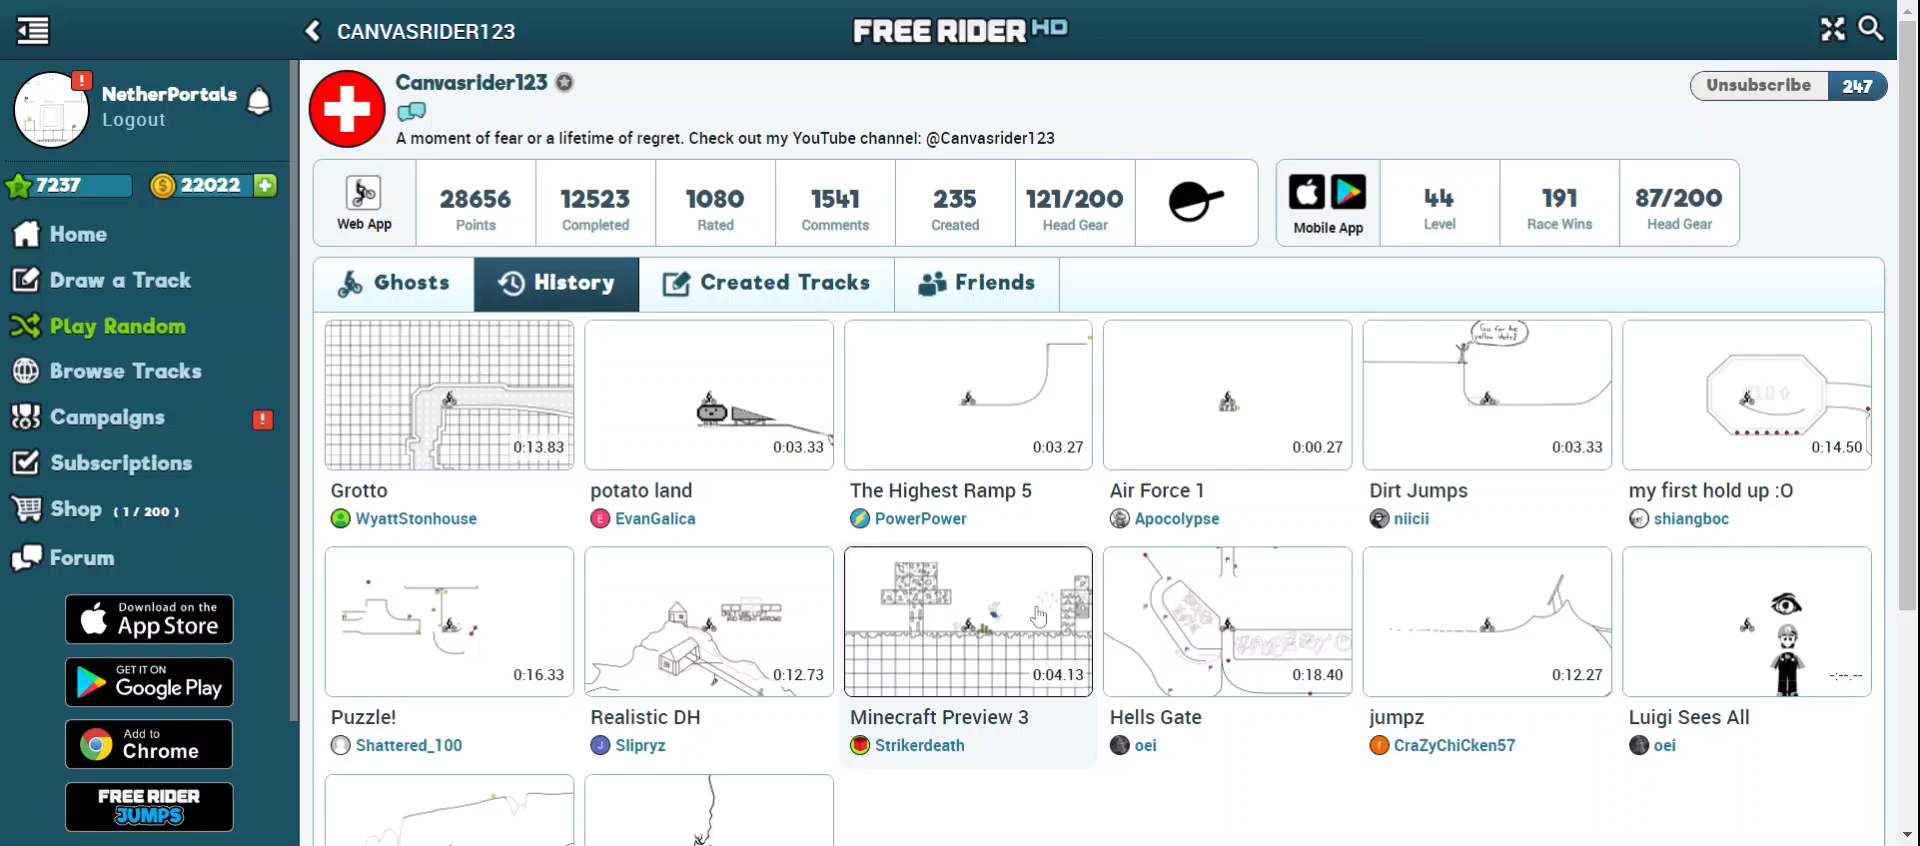 CANVASRIDER123
FREE RIDER HD
NetherPortals
Logout
7237
22022
Home
Draw a Track
Play Random
Browse Tracks
Campaigns
Subscriptions
Shop ( 1 / 200 )
Forum
Download on the
App Store
GET IT ON
Google Play
Add to
Chrome
FREE RIDER
JUMPS
Canvasrider123
A moment of fear or a lifetime of regret. Check out my YouTube channel: @Canvasrider123
Unsubscribe 247
Web App
28656
Points
12523
Completed
1080
Rated
1541
Comments
235
Created
121/200
Head Gear
Mobile App
44
Level
191
Race Wins
87/200
Head Gear
Ghosts
History
Created Tracks
Friends
0:13.83
Grotto
WyattStonhouse
0:03.33
potato land
EvanGalica
0:03.27
The Highest Ramp 5
PowerPower
0:00.27
Air Force 1
Apocolypse
0:03.33
Dirt Jumps
niicii
0:14.50
my first hold up :O
shiangboc
0:16.33
Puzzle!
Shattered_100
0:12.73
Realistic DH
Slipryz
0:04.13
Minecraft Preview 3
Strikerdeath
0:18.40
Hells Gate
oei
0:12.27
jumpz
CraZyChiCken57
--:--.--
Luigi Sees All
oei